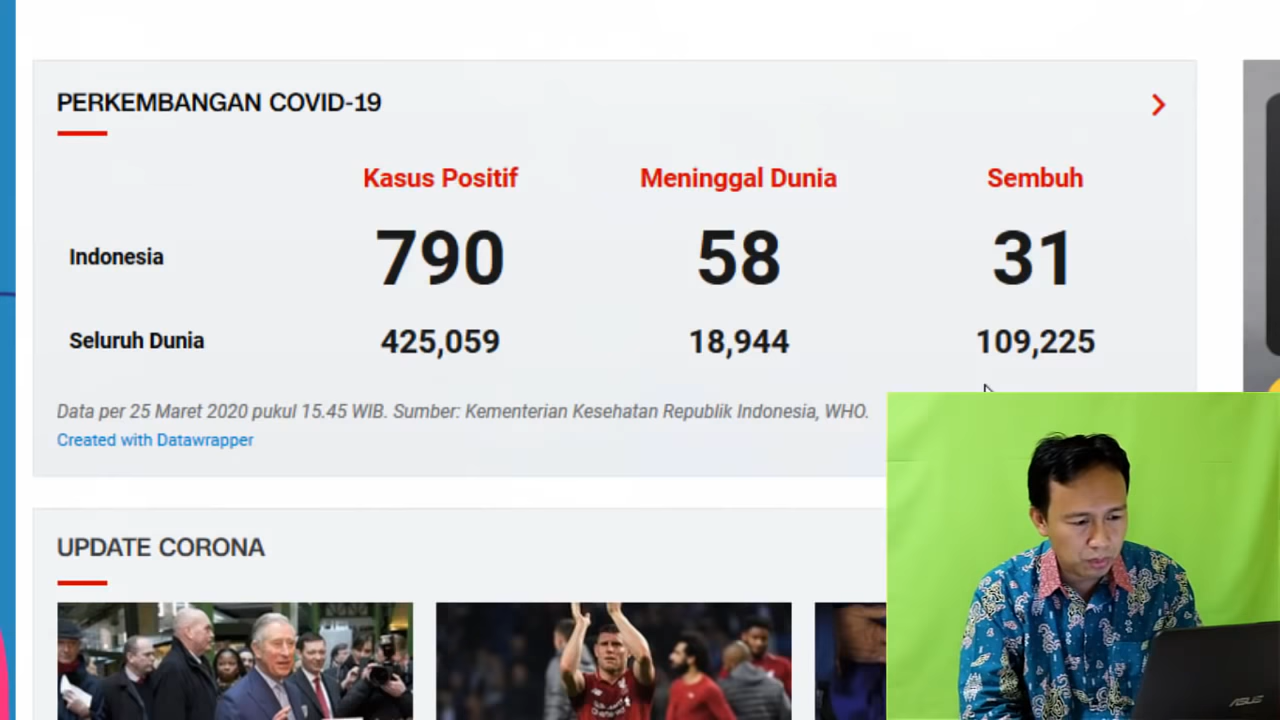 PERKEMBANGAN COVID-19
Kasus Positif Meninggal Dunia Sembuh
Indonesia 790 58 31
Seluruh Dunia 425,059 18,944 109,225
Data per 25 Maret 2020 pukul 15.45 WIB. Sumber: Kementerian Kesehatan Republik Indonesia, WHO.
Created with Datawrapper
UPDATE CORONA
ASUS